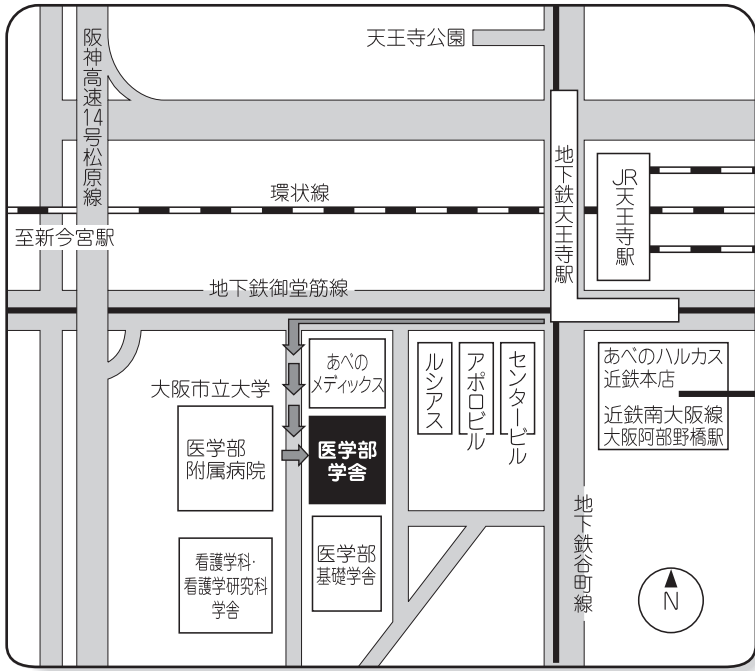 天王寺公園
阪神高速14号松原線
地下鉄天王寺駅
JR
天王寺駅
環状線
至新今宮駅
地下鉄御堂筋線
あべの
メディックス
ルシアス
アポロビル
センタービル
あべのハルカス
近鉄本店
近鉄南大阪線
大阪阿部野橋駅
大阪市立大学
医学部
附属病院
医学部
学舎
医学部
基礎学舎
看護学科・
看護学研究科
学舎
地下鉄谷町線
N